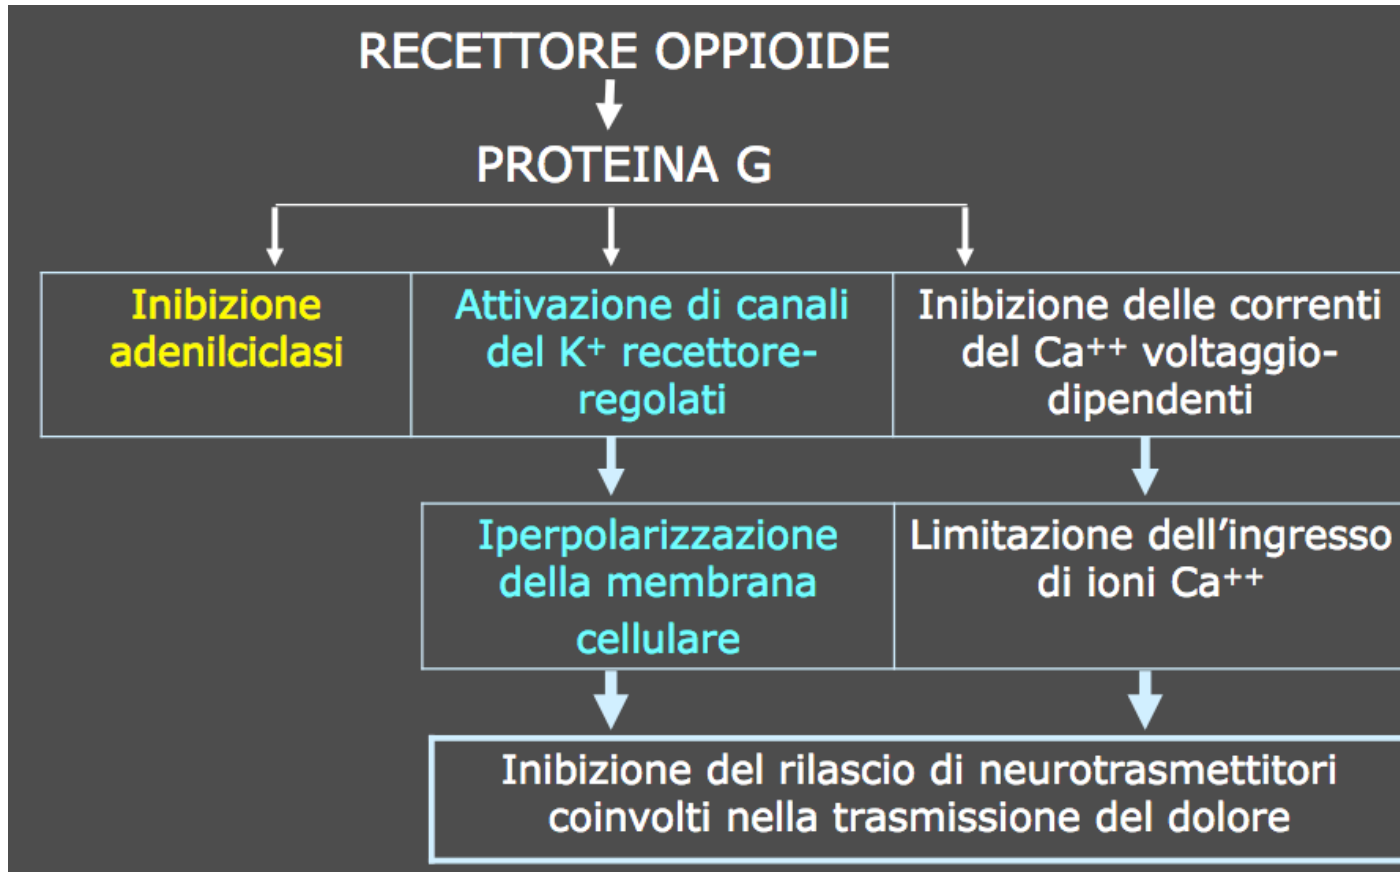 RECETTORE OPPIOIDE
PROTEINA G
Inibizione
adenilciclasi
Attivazione di canali
del K⁺ recettore-
regolati
Inibizione delle correnti
del Ca⁺⁺ voltaggio-
dipendenti
Iperpolarizzazione
della membrana
cellulare
Limitazione dell’ingresso
di ioni Ca⁺⁺
Inibizione del rilascio di neurotrasmettitori
coinvolti nella trasmissione del dolore